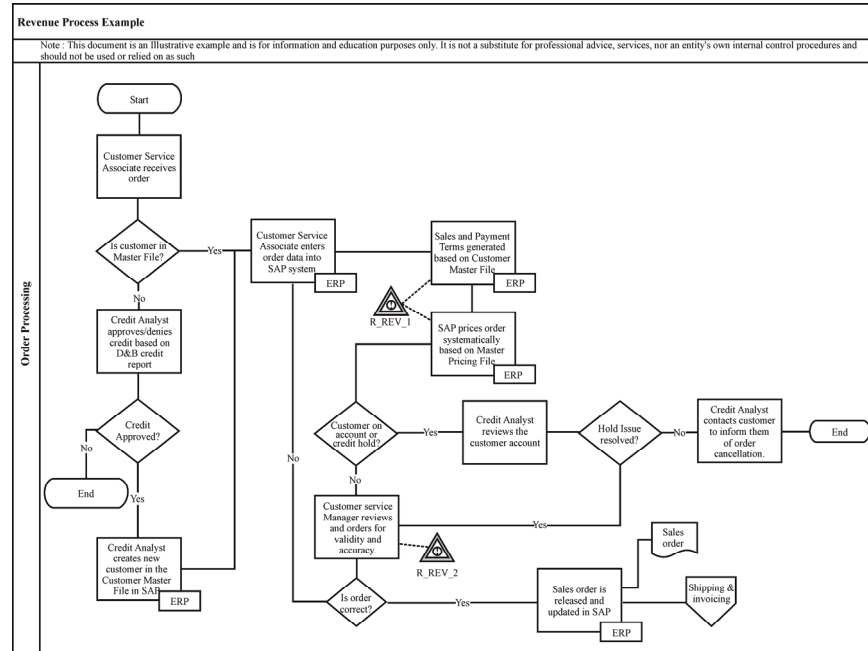 Revenue Process Example
Note : This document is an Illustrative example and is for information and education purposes only. It is not a substitute for professional advice, services, nor an entity's own internal control procedures and
should not be used or relied on as such
Order Processing
Start
Customer Service
Associate receives
order
Is customer in
Master File?
Yes
No
Customer Service
Associate enters
order data into
SAP system
ERP
Sales and Payment
Terms generated
based on Customer
Master File
ERP
R_REV_1
Credit Analyst
approves/denies
credit based on
D&B credit
report
SAP prices order
systematically
based on Master
Pricing File
ERP
Credit
Approved?
No
End
Yes
Customer on
account or
credit hold?
Yes
Credit Analyst
reviews the
customer account
Hold Issue
resolved?
No
Credit Analyst
contacts customer
to inform them
of order
cancellation.
End
No
No
Customer service
Manager reviews
and orders for
validity and
accuracy
Yes
R_REV_2
Credit Analyst
creates new
customer in the
Customer Master
File in SAP
ERP
Is order
correct?
Yes
Sales order is
released and
updated in SAP
ERP
Sales
order
Shipping &
invoicing